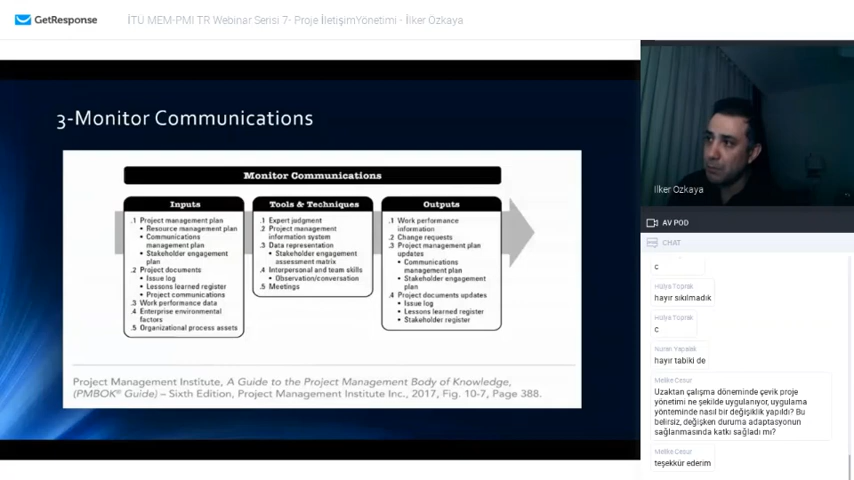 GetResponse
İTÜ MEM-PMI TR Webinar Serisi 7- Proje İletişimYönetimi - İlker Ozkaya
3-Monitor Communications
Monitor Communications
Inputs
.1 Project management plan
• Resource management plan
• Communications
management plan
• Stakeholder engagement
plan
.2 Project documents
• Issue log
• Lessons learned register
• Project communications
.3 Work performance data
.4 Enterprise environmental
factors
.5 Organizational process assets
Tools & Techniques
.1 Expert judgment
.2 Project management
information system
.3 Data representation
• Stakeholder engagement
assessment matrix
.4 Interpersonal and team skills
• Observation/conversation
.5 Meetings
Outputs
.1 Work performance
information
.2 Change requests
.3 Project management plan
updates
• Communications
management plan
• Stakeholder engagement
plan
.4 Project documents updates
• Issue log
• Lessons learned register
• Stakeholder register
Project Management Institute, A Guide to the Project Management Body of Knowledge,
(PMBOK® Guide) – Sixth Edition, Project Management Institute Inc., 2017, Fig. 10-7, Page 388.
Ilker Ozkaya
AV POD
CHAT
c
Hülya Toprak
hayır sıkılmadık
Hülya Toprak
c
Nuran Yapalak
hayır tabiki de
Melike Cesur
Uzaktan çalışma döneminde çevik proje
yönetimi ne şekilde uygulanıyor, uygulama
yönteminde nasıl bir değişiklik yapıldı? Bu
belirsiz, değişken duruma adaptasyonun
sağlanmasında katkı sağladı mı?
Melike Cesur
teşekkür ederim